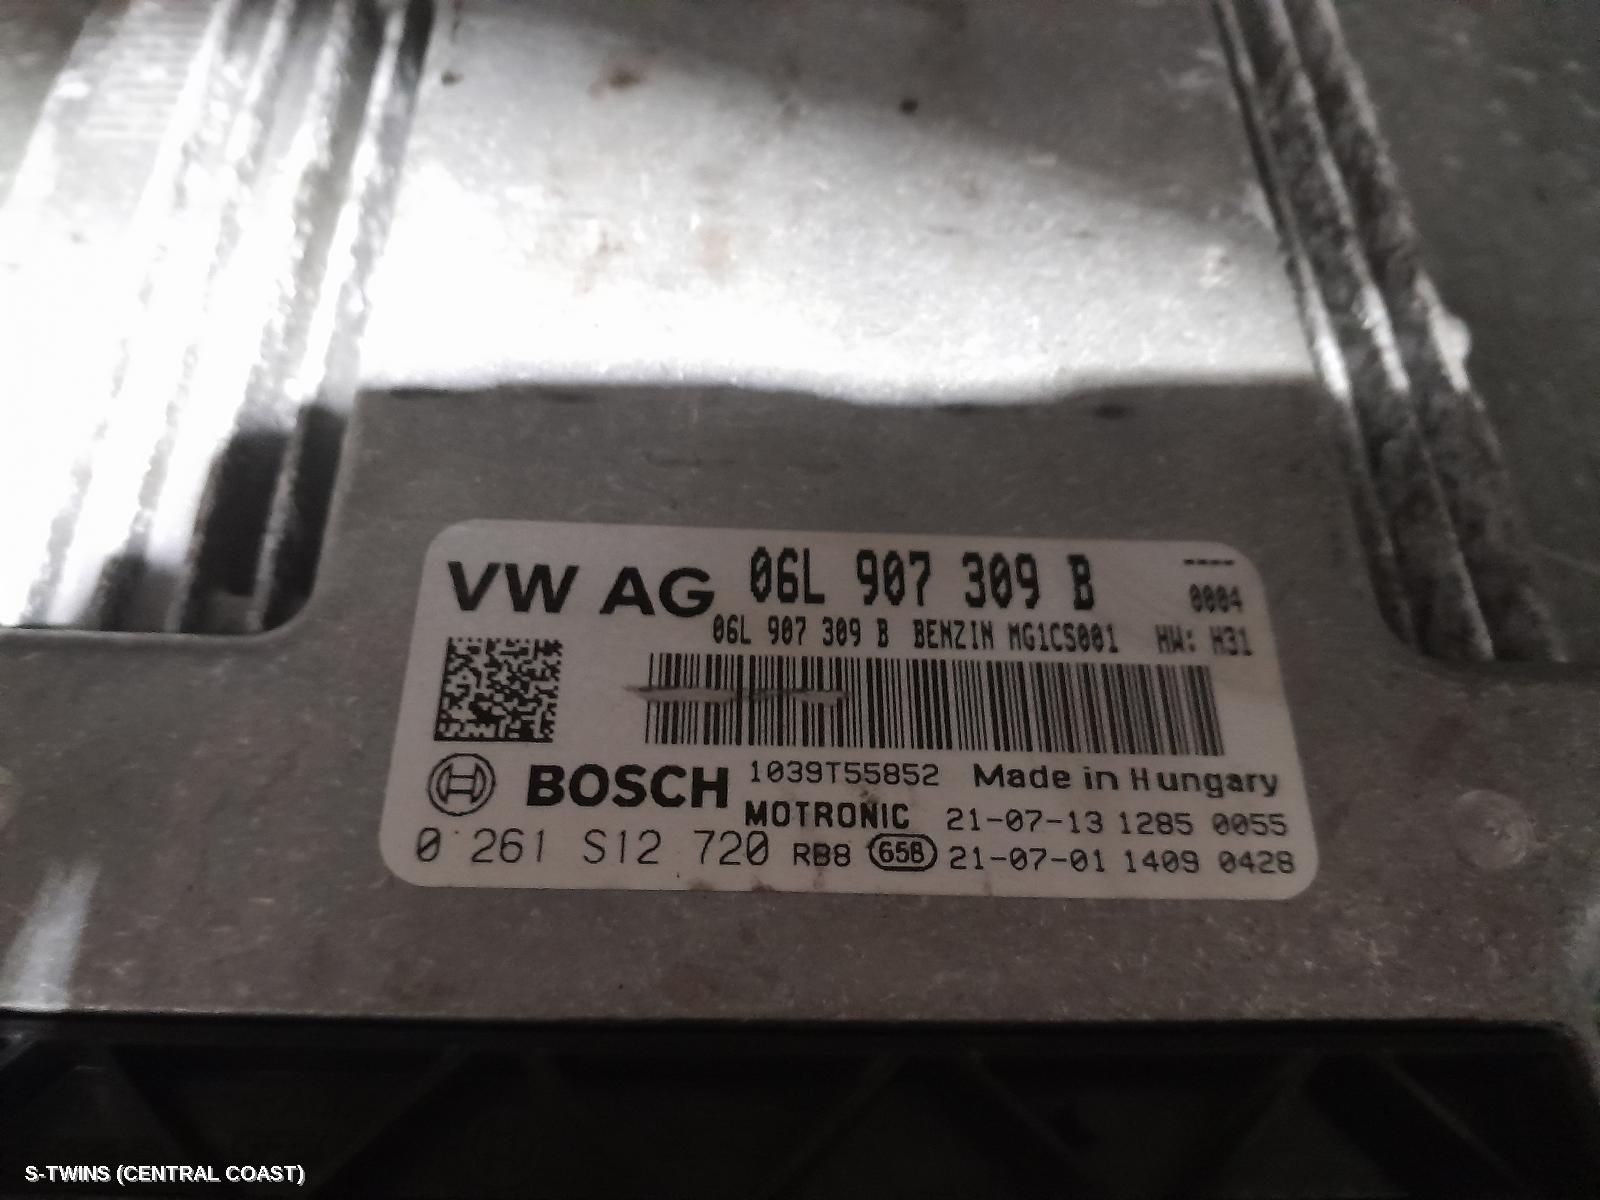 VW AG 06L 907 309 B ----
0004
06L 907 309 B BENZIN MG1CS001 HW: H31
BOSCH 1039T55852 Made in Hungary
MOTRONIC 21-07-13 1285 0055
0 261 S12 720 RB8 658 21-07-01 1409 0428
S-TWINS (CENTRAL COAST)